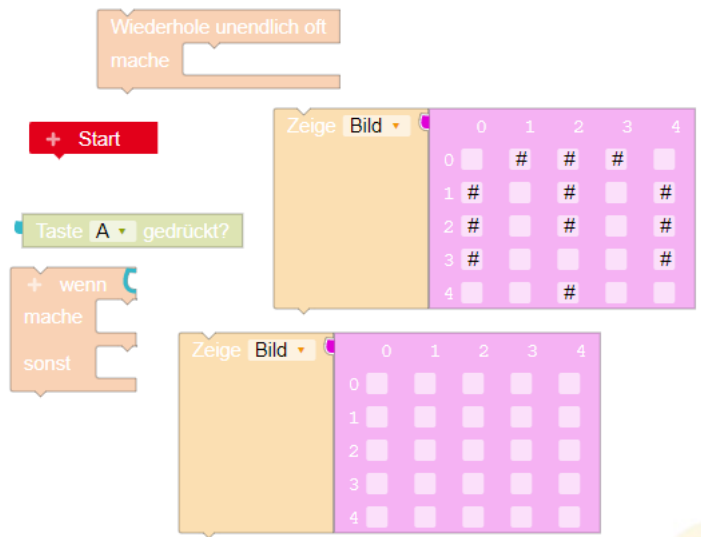 Wiederhole unendlich oft
mache
+ Start
Zeige Bild
0 1 2 3 4
0 # # #
1 # # #
2 # # #
3 # #
4 #
Taste A gedrückt?
+ wenn
mache
sonst
Zeige Bild
0 1 2 3 4
0
1
2
3
4